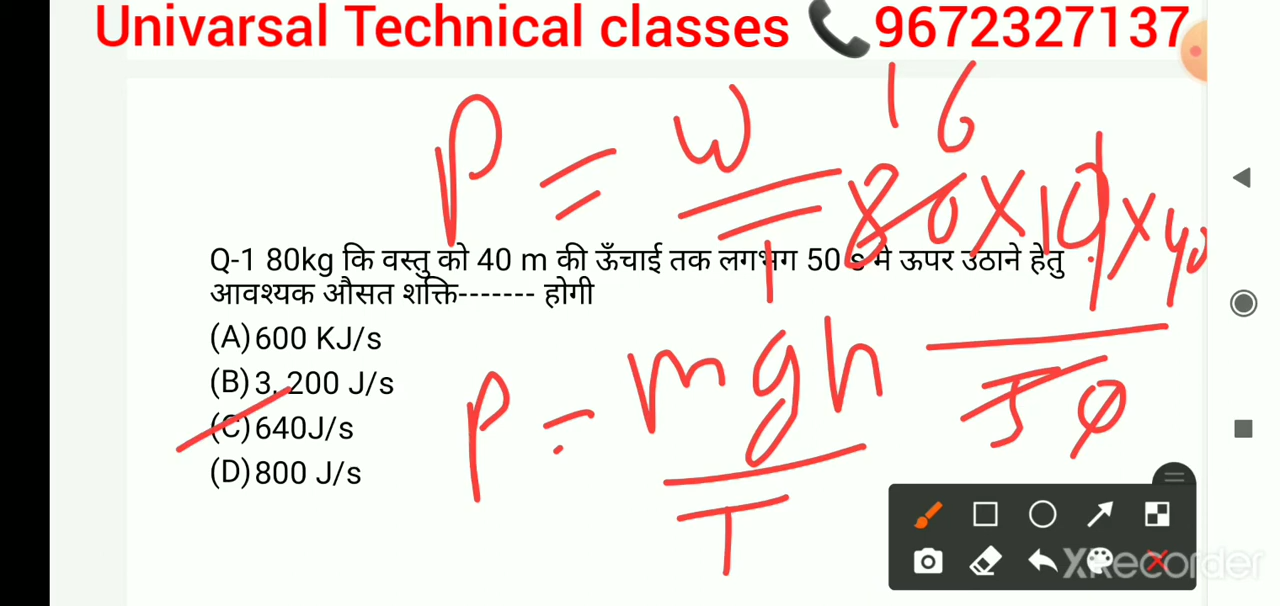 Univarsal Technical classes 📞9672327137
P = W
T
16
80×10×40
50
Q-1 80kg कि वस्तु को 40 m की ऊँचाई तक लगभग 50 s मे ऊपर उठाने हेतु
आवश्यक औसत शक्ति------- होगी
(A)600 KJ/s
(B)3. 200 J/s
(C)640J/s
(D)800 J/s
P = mgh
T
XRecorder